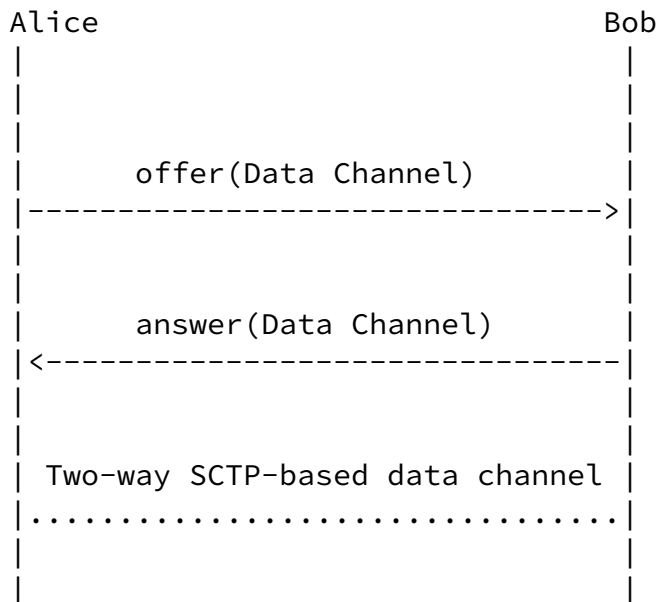 Alice Bob
offer(Data Channel)
answer(Data Channel)
Two-way SCTP-based data channel